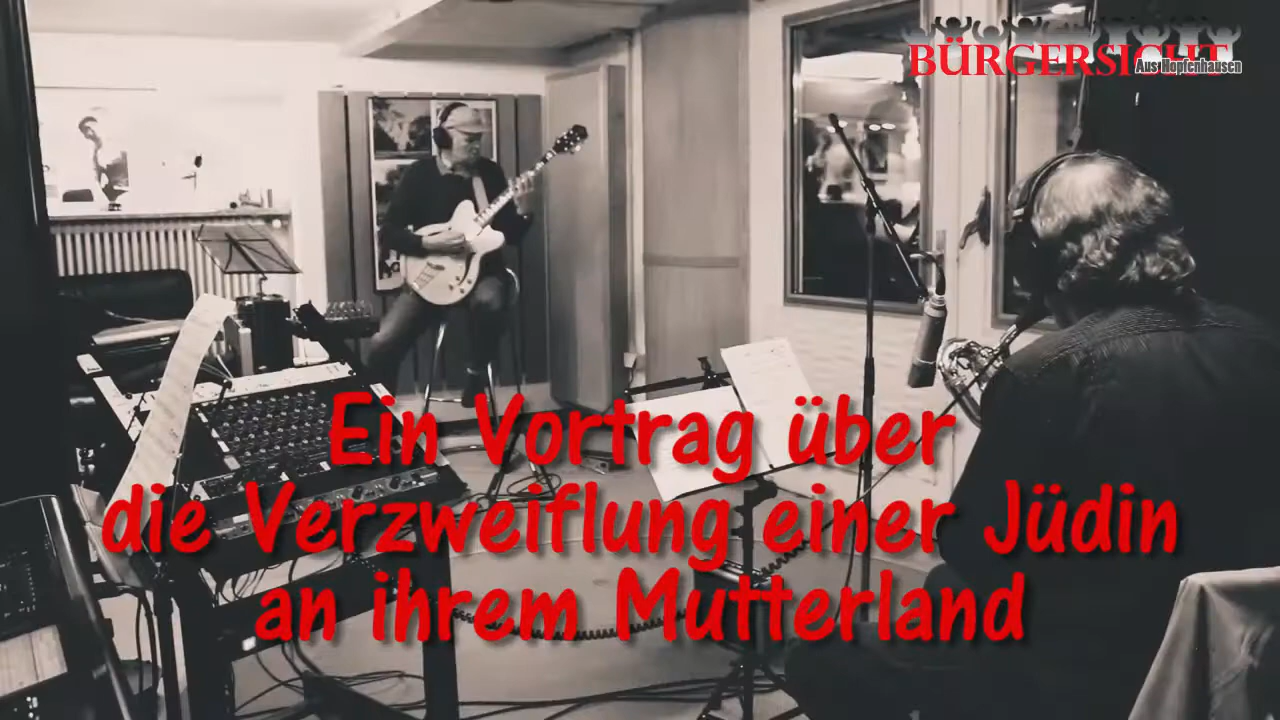 BÜRGERSICHT
Aus Hopfenhausen
Ein Vortrag über
die Verzweiflung einer Jüdin
an ihrem Mutterland